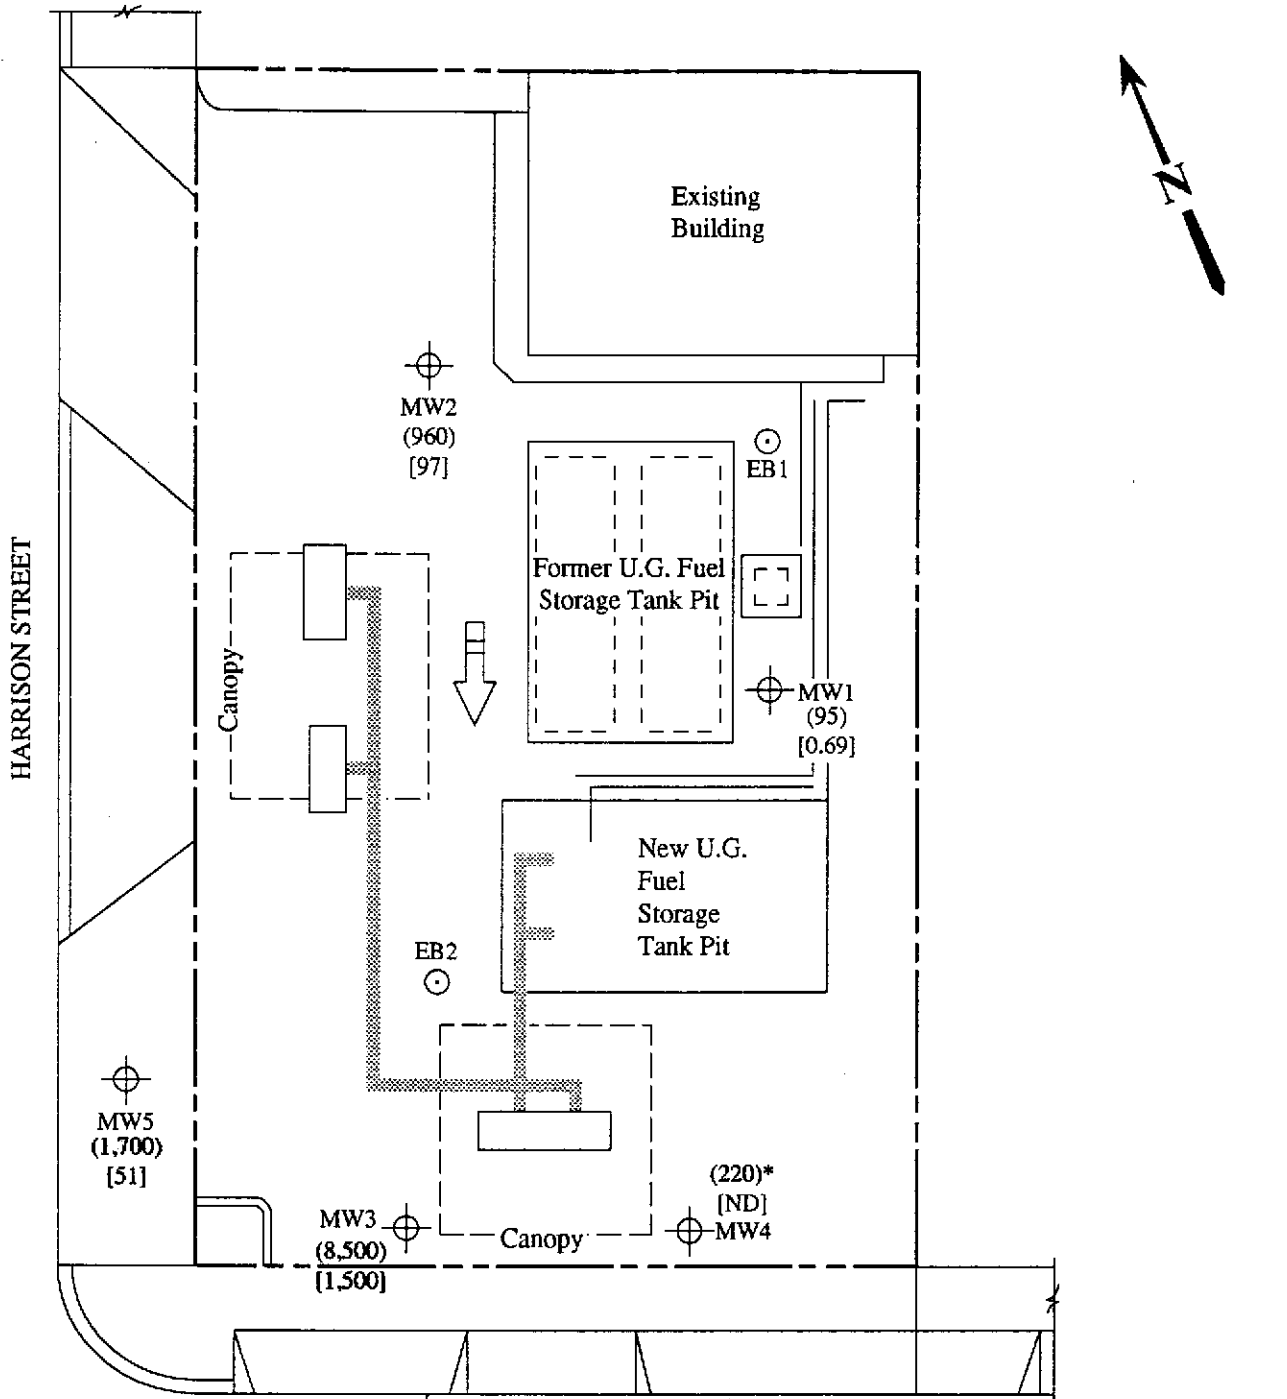 N
Existing
Building
MW2
(960)
[97]
EB1
HARRISON STREET
Former U.G. Fuel
Storage Tank Pit
Canopy
MW1
(95)
[0.69]
New U.G.
Fuel
Storage
Tank Pit
EB2
MW5
(1,700)
[51]
(220)*
[ND]
MW4
MW3
(8,500)
[1,500]
Canopy